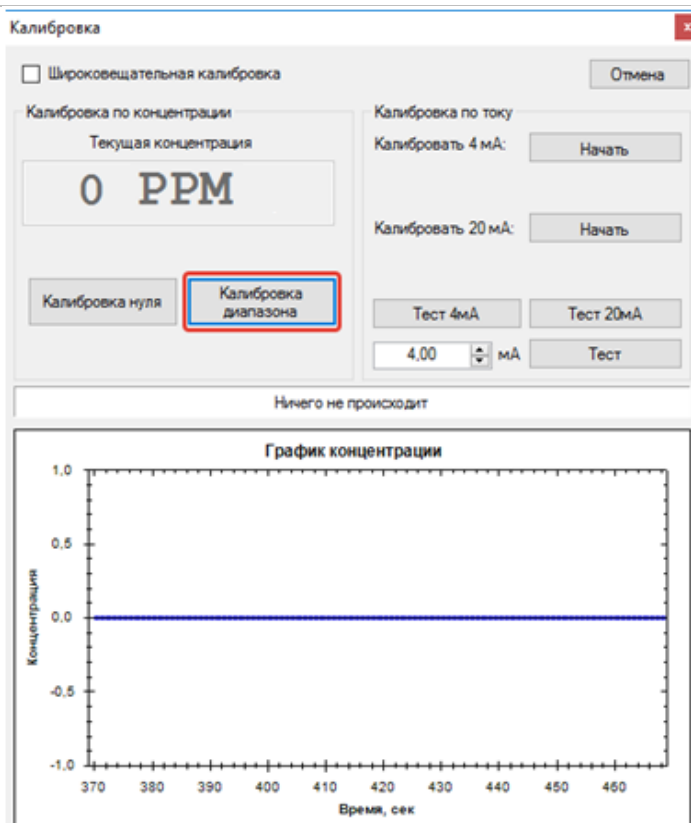 Калибровка
x
Широковещательная калибровка
Отмена
Калибровка по концентрации
Текущая концентрация
0 PPM
Калибровка нуля
Калибровка
диапазона
Калибровка по току
Калибровать 4 мА:
Начать
Калибровать 20 мА:
Начать
Тест 4мА
Тест 20мА
4,00
мА
Тест
Ничего не происходит
График концентрации
Концентрация
1,0
0,5
0.0
-0,5
-1,0
370 380 390 400 410 420 430 440 450 460
Время, сек